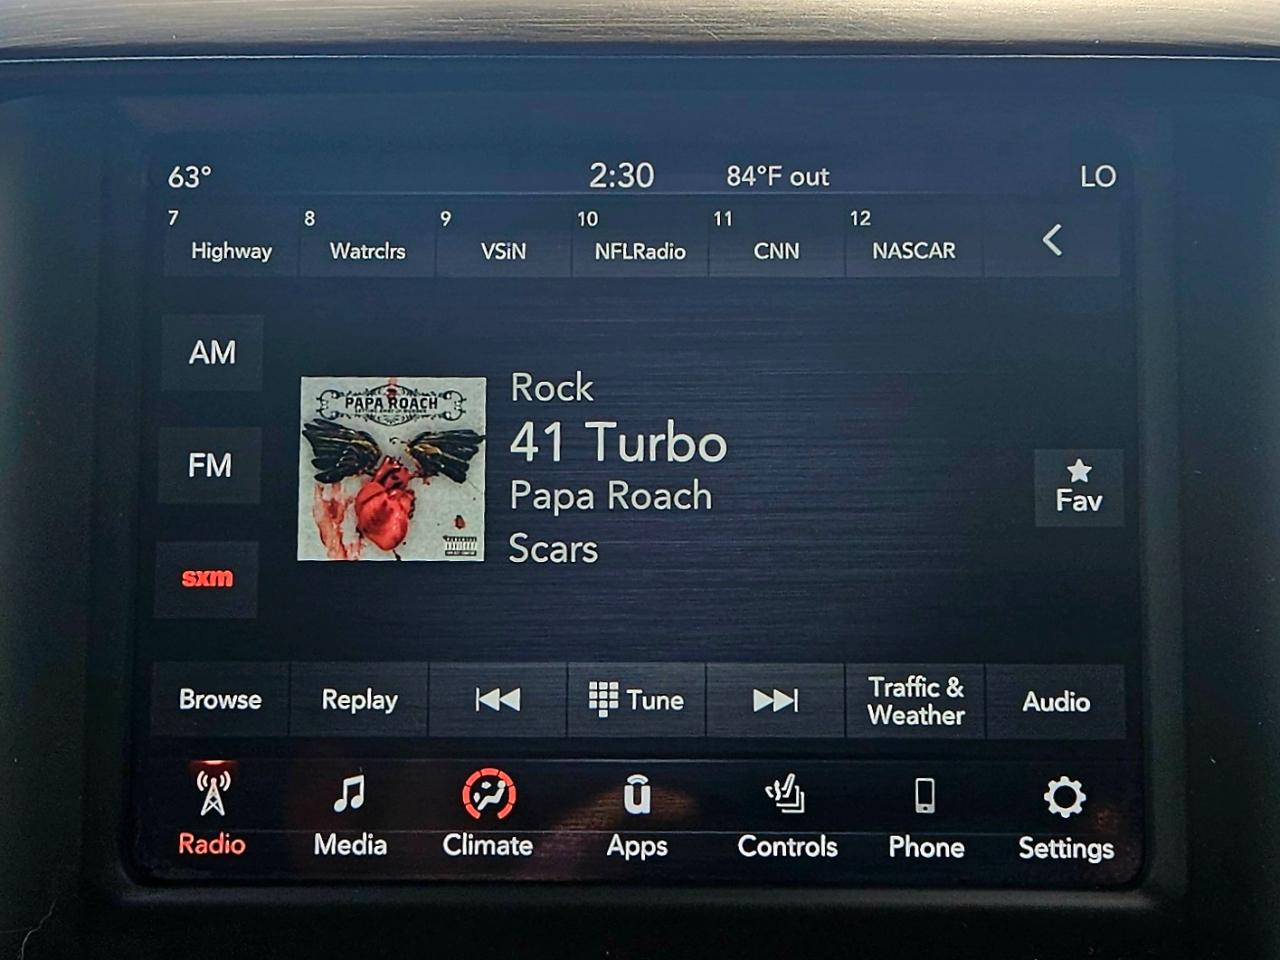 63° 2:30 84°F out LO
7 8 9 10 11 12
Highway Watrclrs VSiN NFLRadio CNN NASCAR
AM
FM
sxm
PAPA ROACH
Rock
41 Turbo
Papa Roach
Scars
Fav
Browse Replay Tune Traffic & Weather Audio
Radio Media Climate Apps Controls Phone Settings